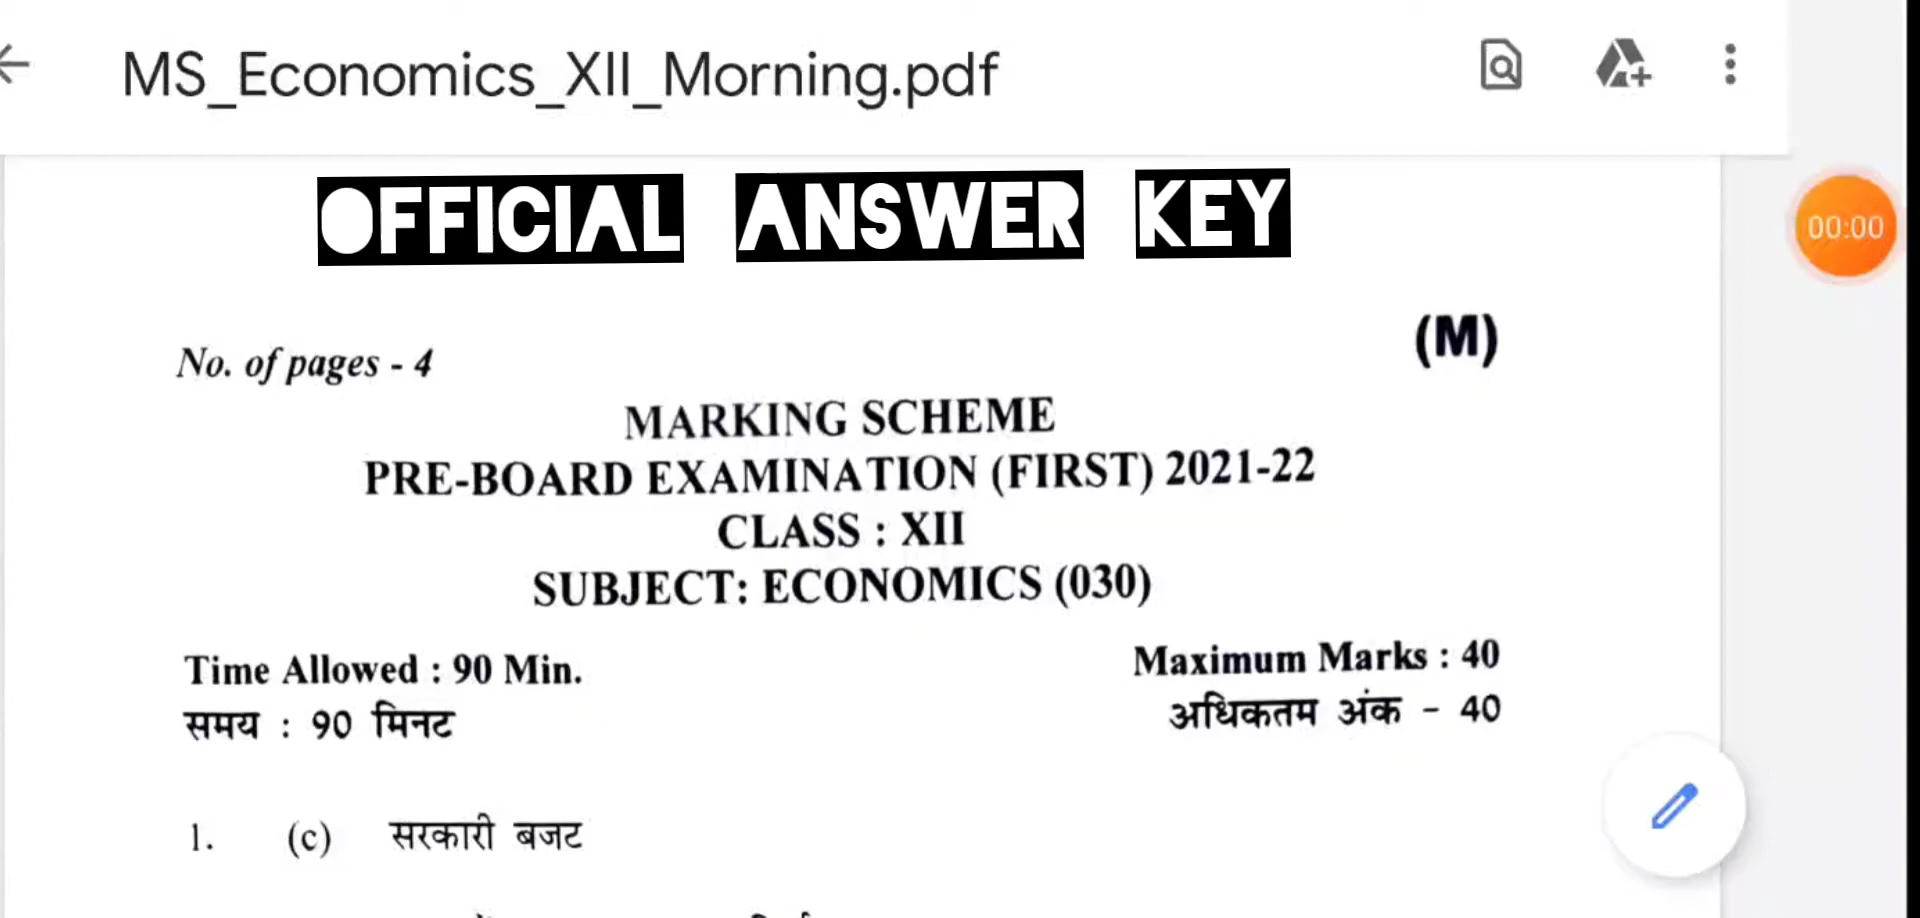 MS_Economics_XII_Morning.pdf
OFFICIAL ANSWER KEY
00:00
(M)
No. of pages - 4
MARKING SCHEME
PRE-BOARD EXAMINATION (FIRST) 2021-22
CLASS : XII
SUBJECT: ECONOMICS (030)
Time Allowed : 90 Min. Maximum Marks : 40
समय : 90 मिनट अधिकतम अंक - 40
1. (c) सरकारी बजट